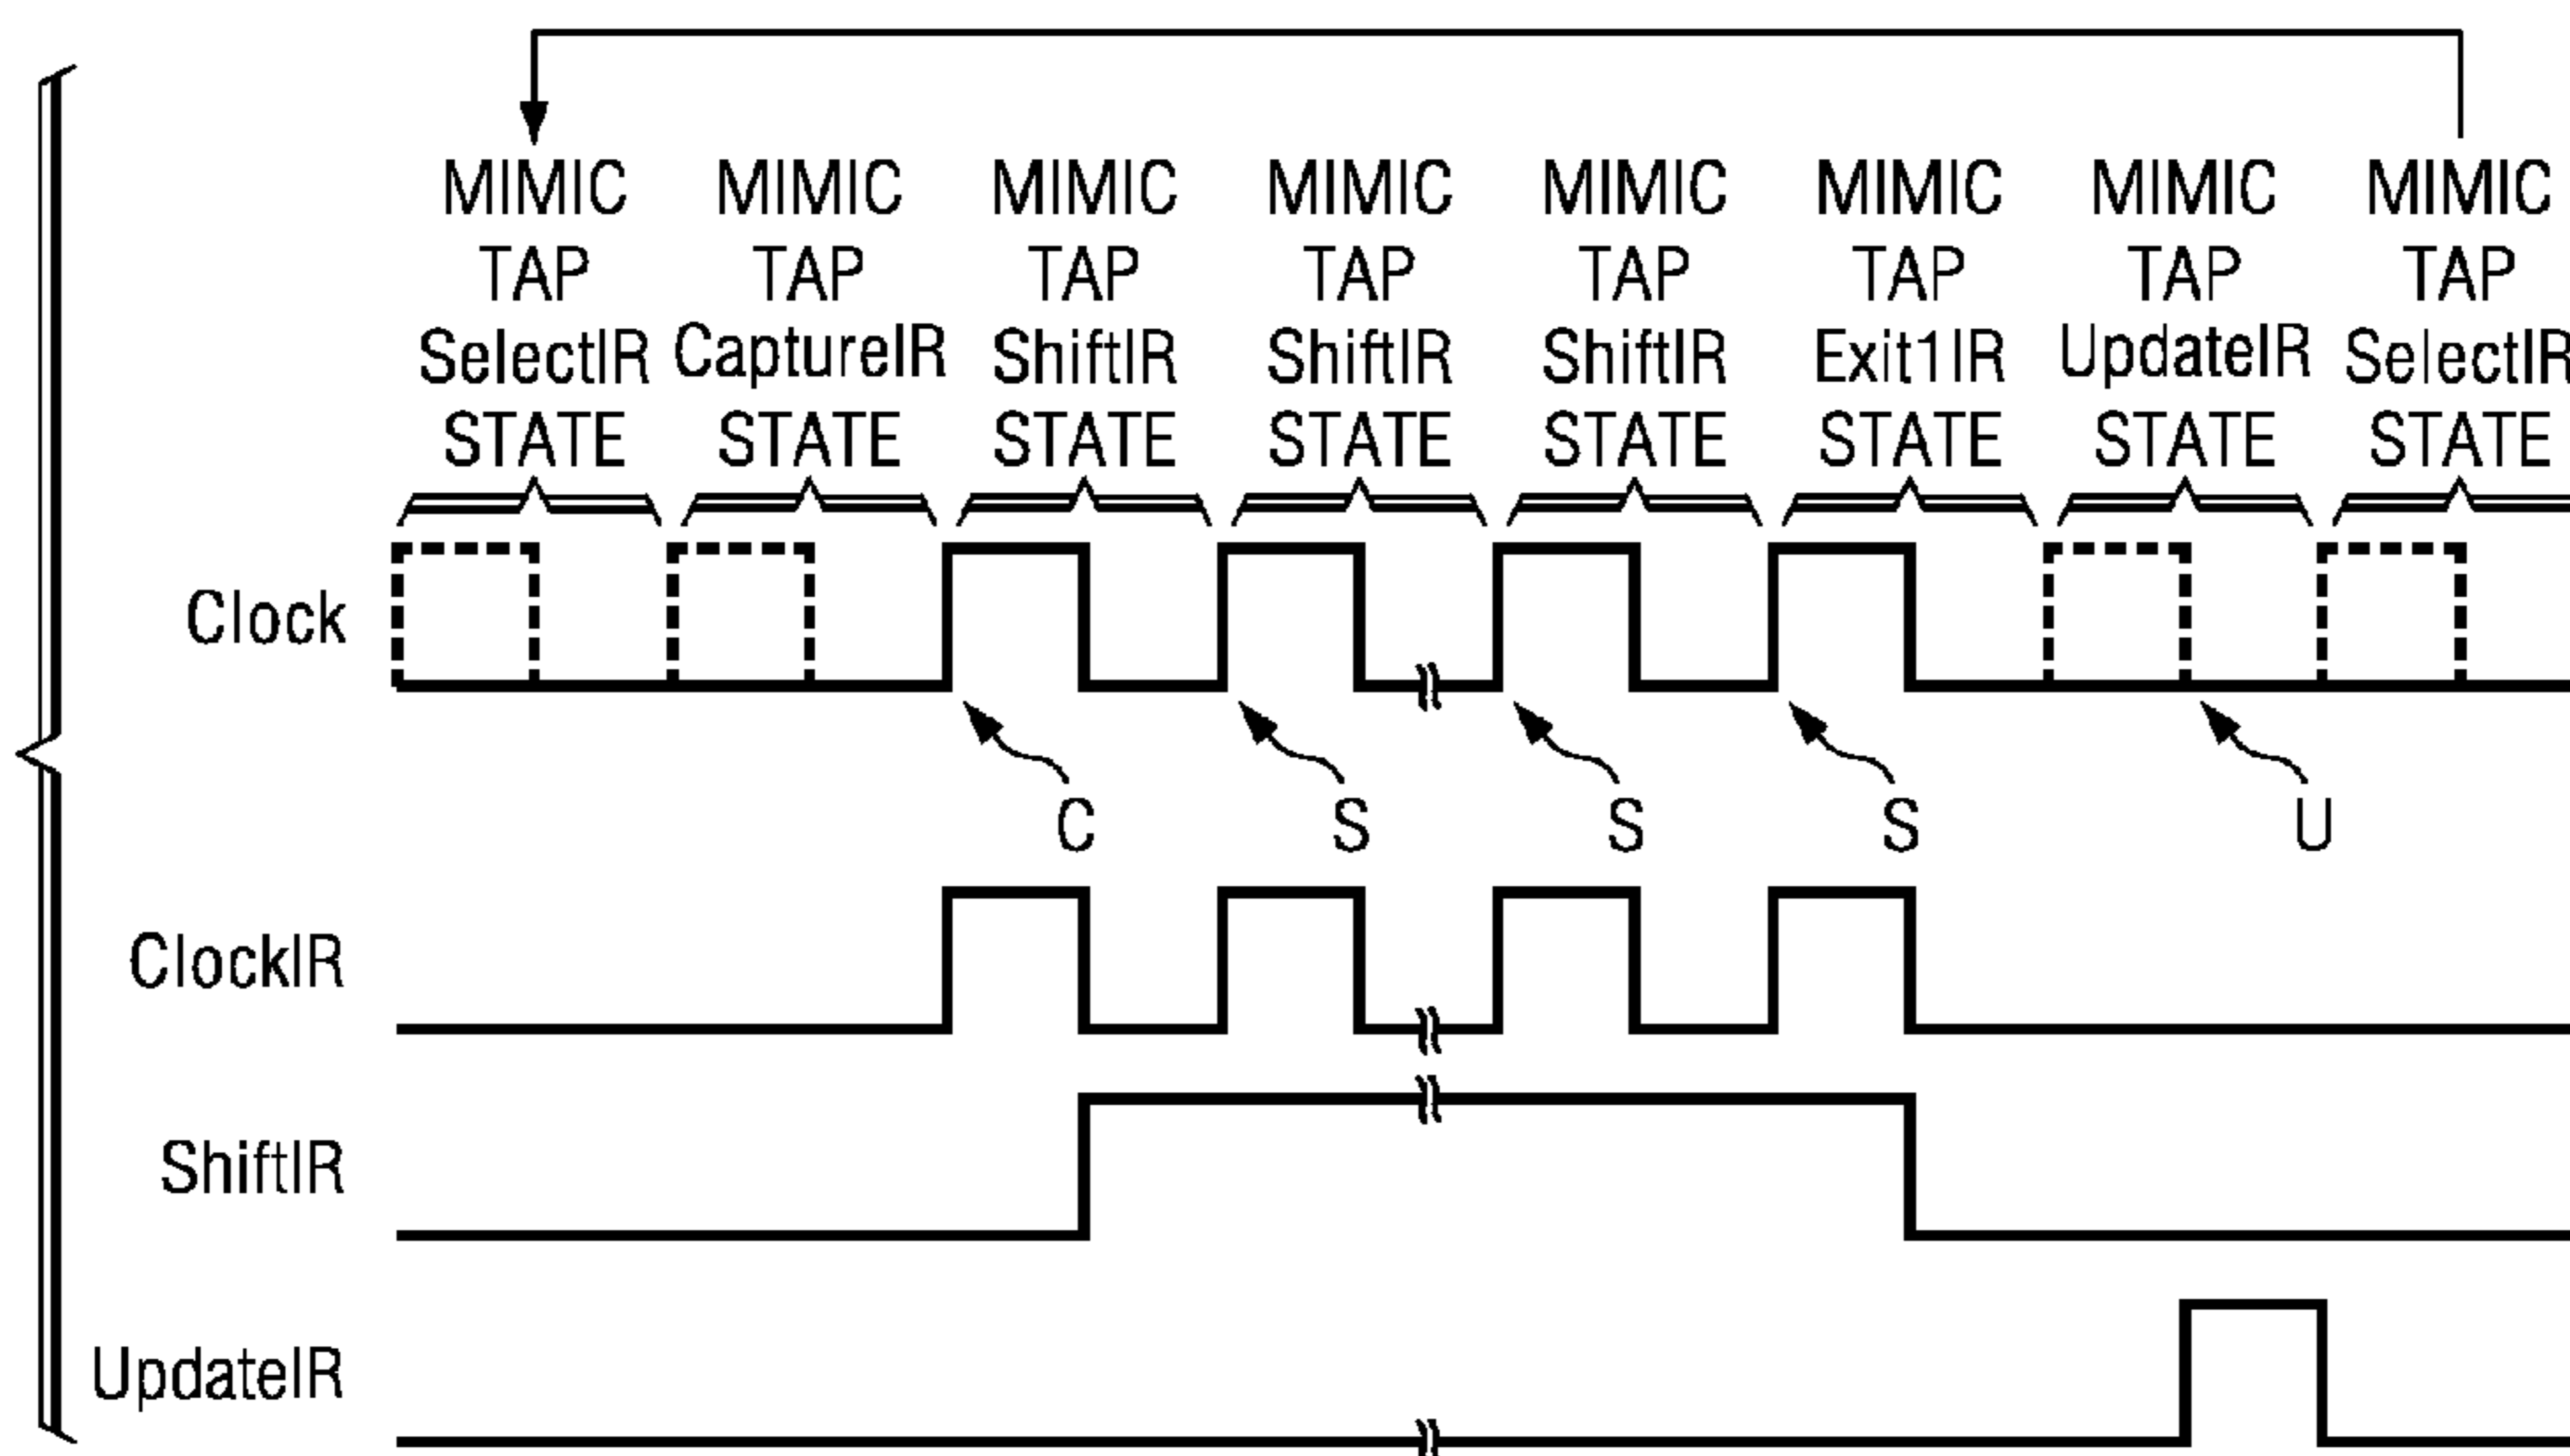 MIMIC MIMIC MIMIC MIMIC MIMIC MIMIC MIMIC MIMIC
TAP TAP TAP TAP TAP TAP TAP TAP
SelectIR CaptureIR ShiftIR ShiftIR ShiftIR Exit1IR UpdateIR SelectIR
STATE STATE STATE STATE STATE STATE STATE STATE
Clock
C S S S U
ClockIR
ShiftIR
UpdateIR